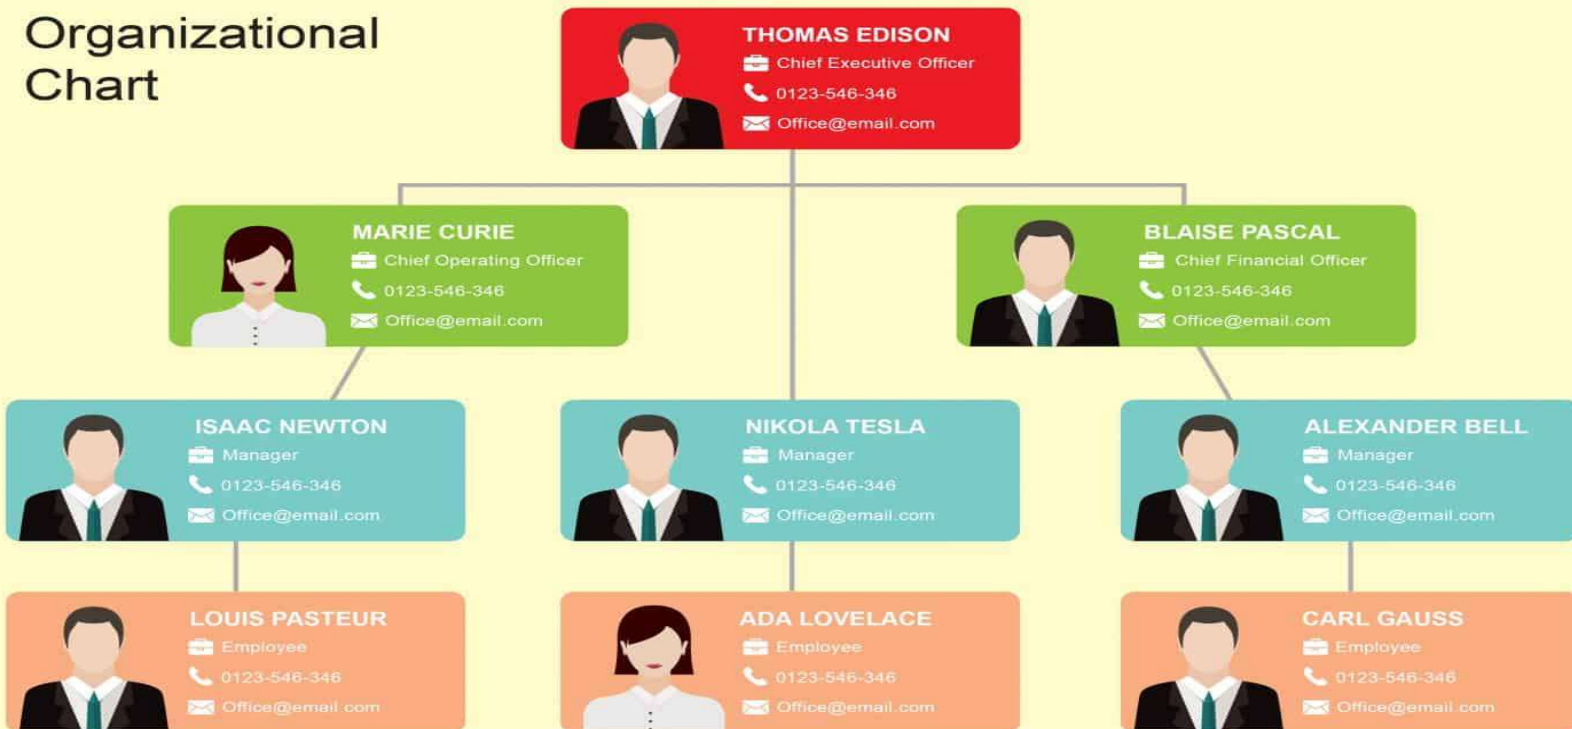 Organizational
Chart
THOMAS EDISON
Chief Executive Officer
0123-546-346
Office@email.com
MARIE CURIE
Chief Operating Officer
0123-546-346
Office@email.com
BLAISE PASCAL
Chief Financial Officer
0123-546-346
Office@email.com
ISAAC NEWTON
Manager
0123-546-346
Office@email.com
NIKOLA TESLA
Manager
0123-546-346
Office@email.com
ALEXANDER BELL
Manager
0123-546-346
Office@email.com
LOUIS PASTEUR
Employee
0123-546-346
Office@email.com
ADA LOVELACE
Employee
0123-546-346
Office@email.com
CARL GAUSS
Employee
0123-546-346
Office@email.com